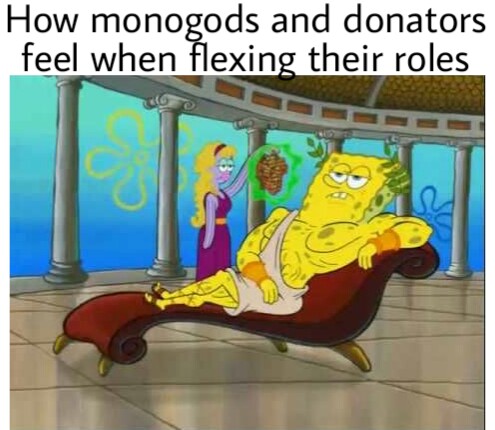 How monogods and donators
feel when flexing their roles